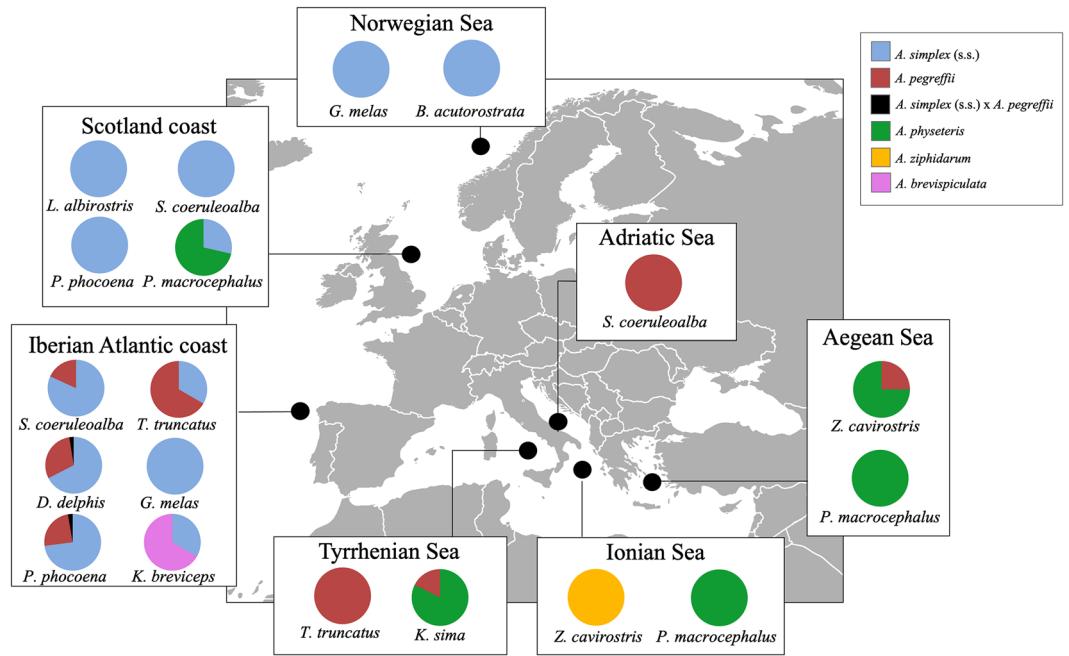 Norwegian Sea
G. melas B. acutorostrata
A. simplex (s.s.)
A. pegreffii
A. simplex (s.s.) x A. pegreffii
A. physeteris
A. ziphidarum
A. brevispiculata
Scotland coast
L. albirostris S. coeruleoalba
P. phocoena P. macrocephalus
Adriatic Sea
S. coeruleoalba
Iberian Atlantic coast
S. coeruleoalba T. truncatus
D. delphis G. melas
P. phocoena K. breviceps
Aegean Sea
Z. cavirostris
P. macrocephalus
Tyrrhenian Sea
T. truncatus K. sima
Ionian Sea
Z. cavirostris P. macrocephalus